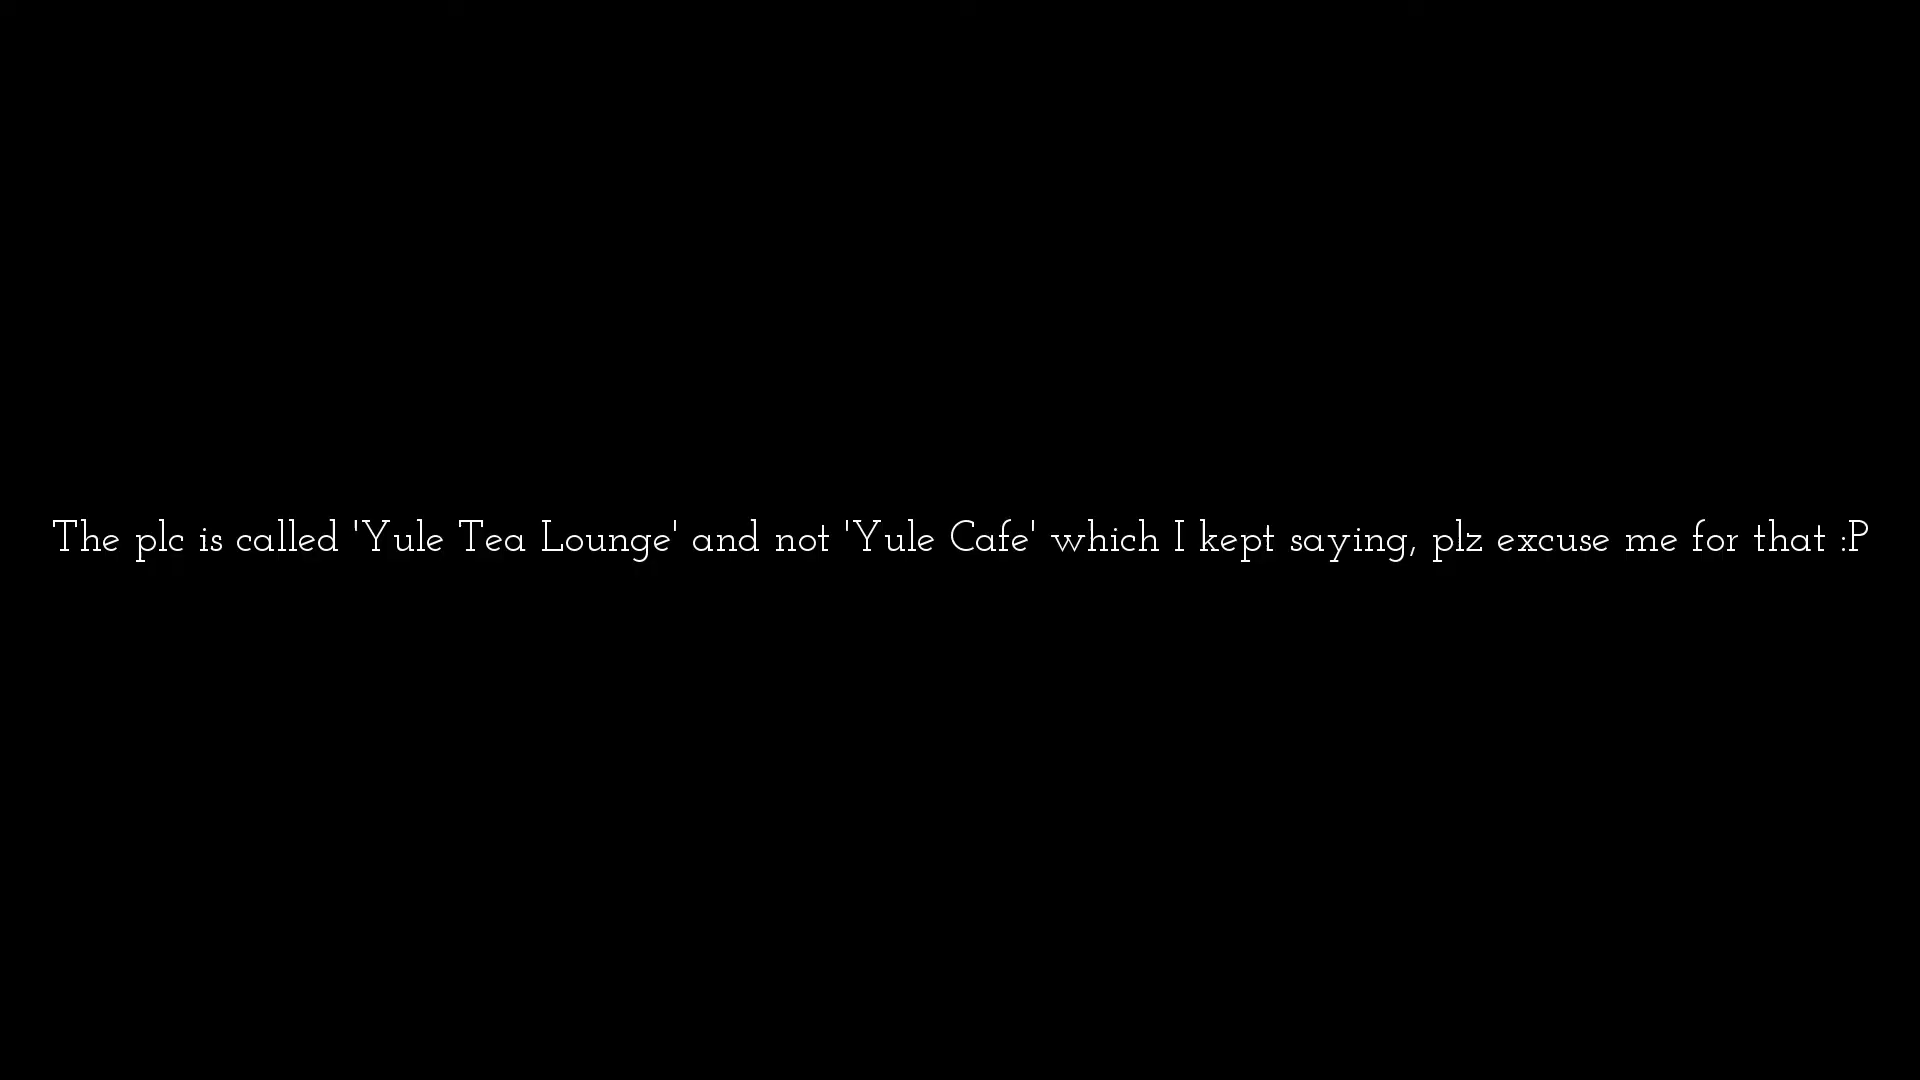 The plc is called 'Yule Tea Lounge' and not 'Yule Cafe' which I kept saying, plz excuse me for that :P